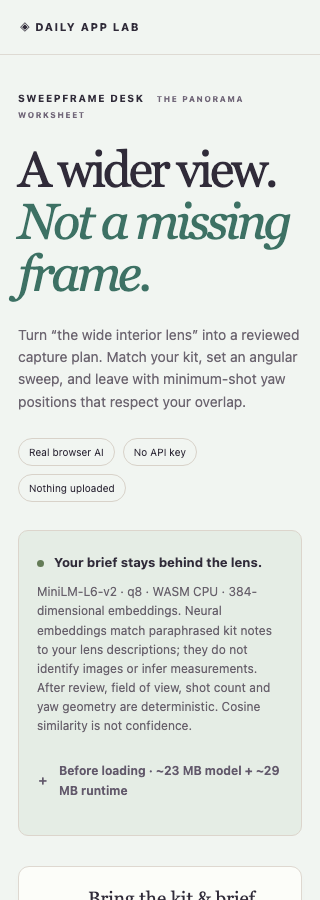 ◈ DAILY APP LAB
SWEEPFRAME DESK THE PANORAMA
WORKSHEET
A wider view.
Not a missing
frame.
Turn “the wide interior lens” into a reviewed
capture plan. Match your kit, set an angular
sweep, and leave with minimum-shot yaw
positions that respect your overlap.
Real browser AI
No API key
Nothing uploaded
Your brief stays behind the lens.
MiniLM-L6-v2 · q8 · WASM CPU · 384-
dimensional embeddings. Neural
embeddings match paraphrased kit notes
to your lens descriptions; they do not
identify images or infer measurements.
After review, field of view, shot count and
yaw geometry are deterministic. Cosine
similarity is not confidence.
+ Before loading · ~23 MB model + ~29
MB runtime
Bring the kit & brief